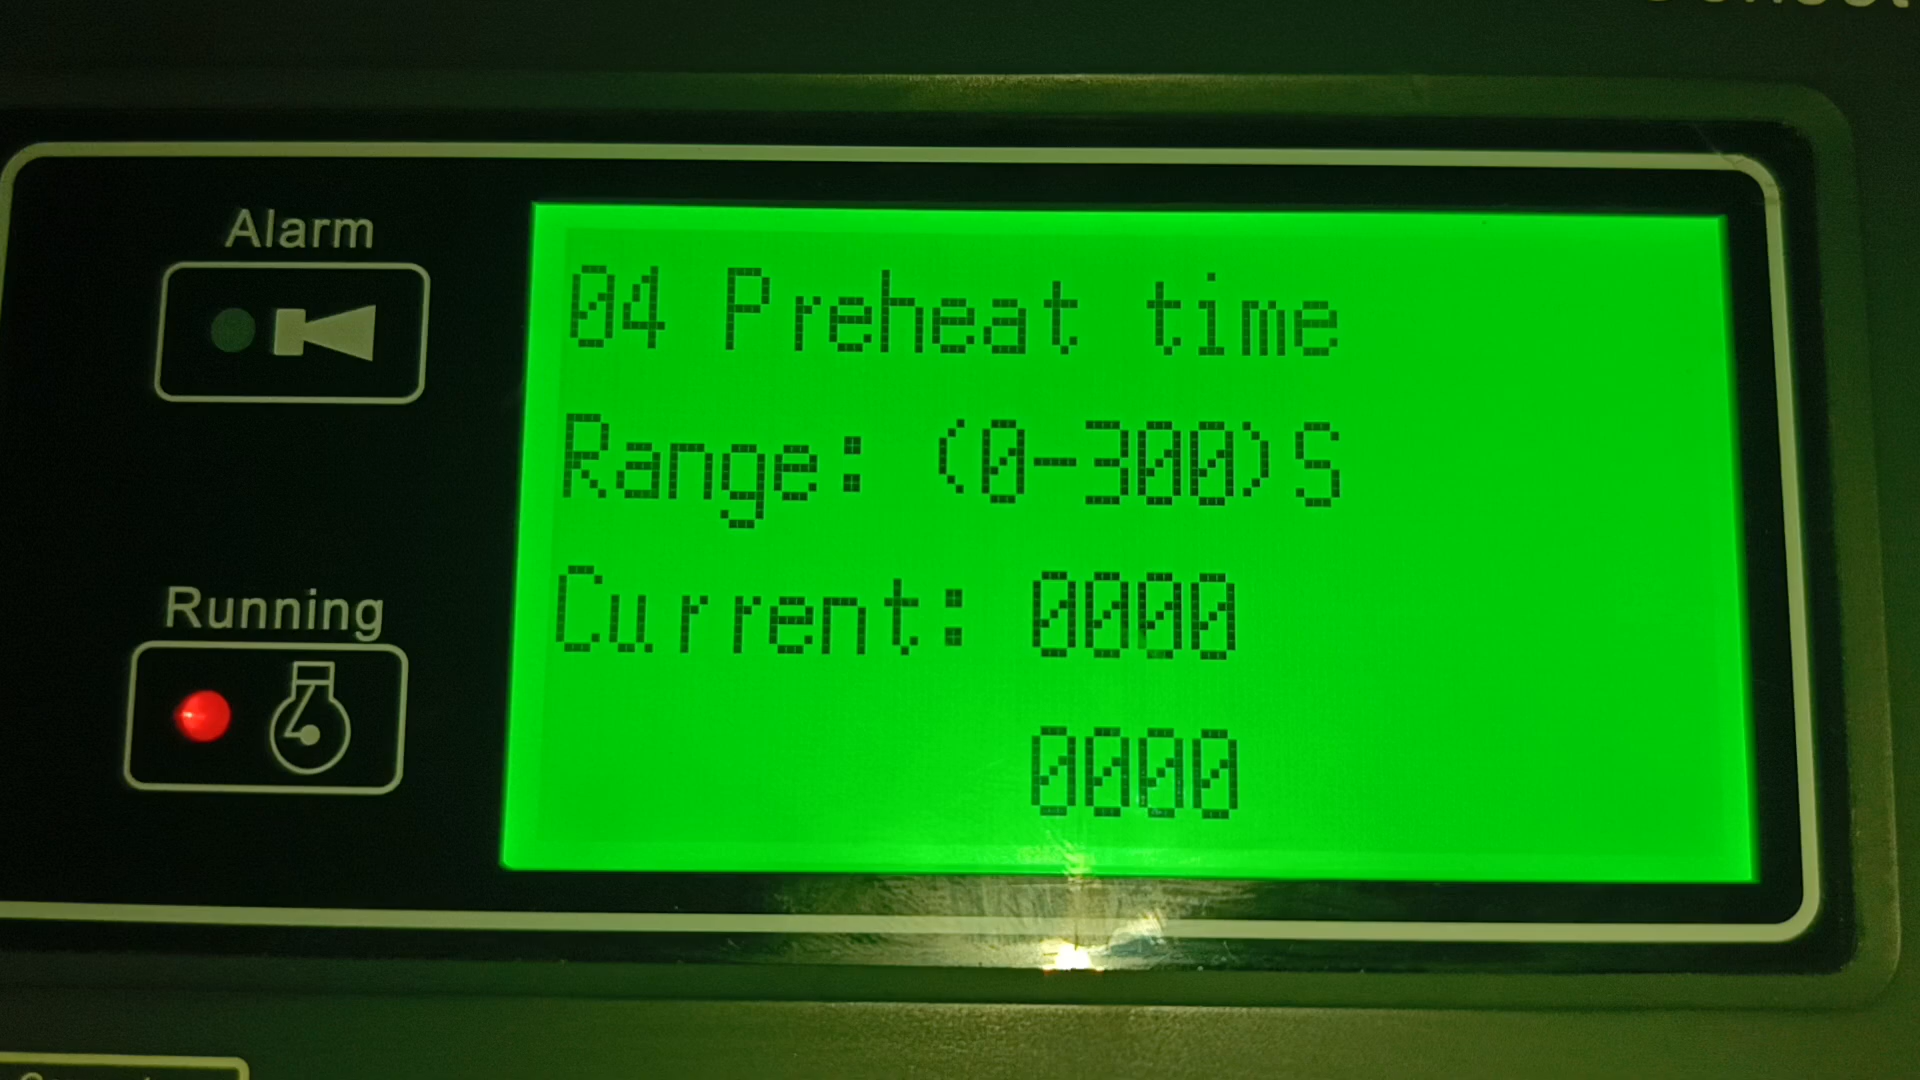 Alarm
04 Preheat time
Range: (0-300)S
Running
Current: 0000
0000